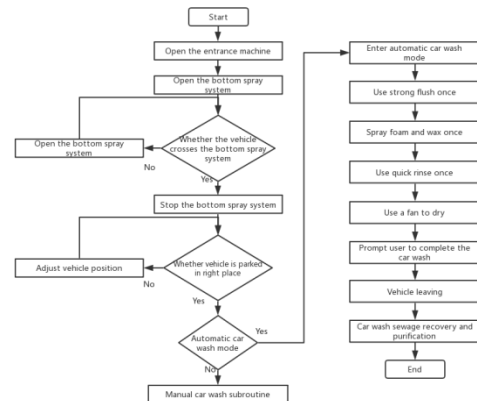 Start
Open the entrance machine
Open the bottom spray
system
Whether the vehicle
crosses the bottom spray
system
Open the bottom spray
system
No
Yes
Stop the bottom spray system
Whether vehicle is parked
in right place
Adjust vehicle position
No
Yes
Automatic car
wash mode
Yes
No
Manual car wash subroutine
Enter automatic car wash
mode
Use strong flush once
Spray foam and wax once
Use quick rinse once
Use a fan to dry
Prompt user to complete the
car wash
Vehicle leaving
Car wash sewage recovery and
purification
End